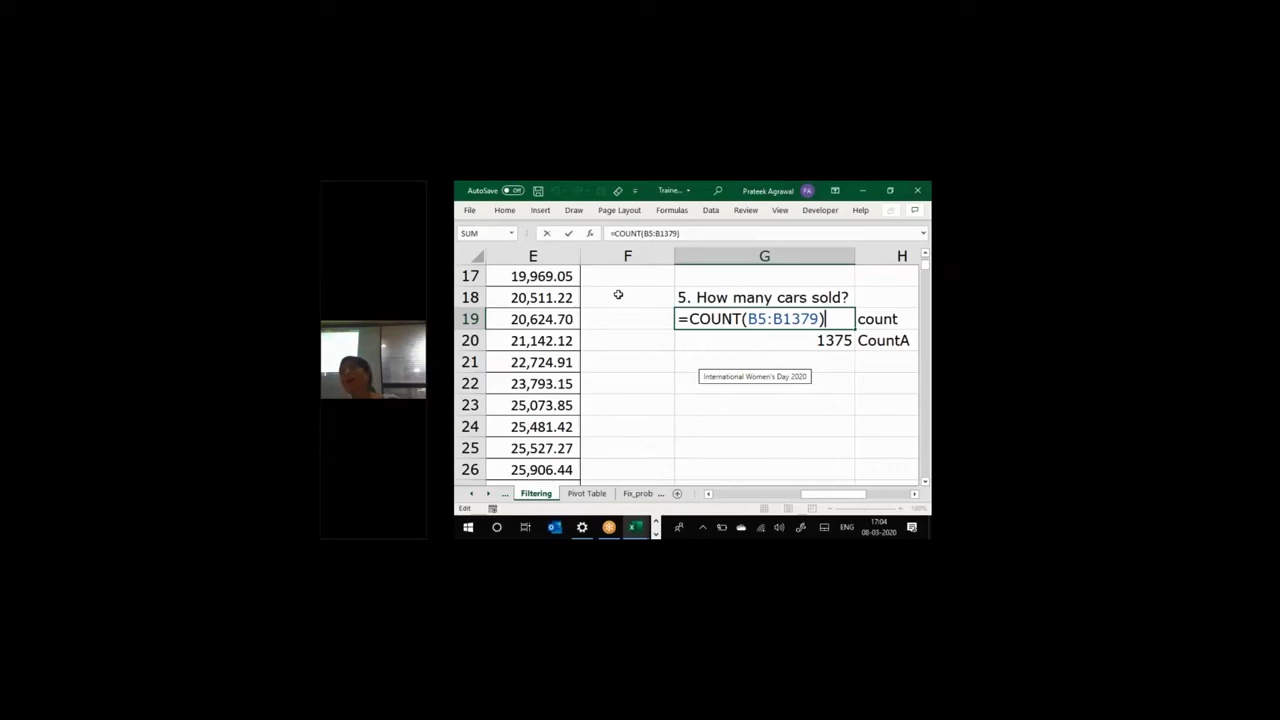 AutoSave Off Traine... Prateek Agrawal PA
File Home Insert Draw Page Layout Formulas Data Review View Developer Help
SUM fx =COUNT(B5:B1379)
E F G H
17 19,969.05
18 20,511.22 5. How many cars sold?
19 20,624.70 =COUNT(B5:B1379) count
20 21,142.12 1375 CountA
21 22,724.91
International Women's Day 2020
22 23,793.15
23 25,073.85
24 25,481.42
25 25,527.27
26 25,906.44
... Filtering Pivot Table Fix_prob ...
Edit 100%
ENG 17:04
08-03-2020